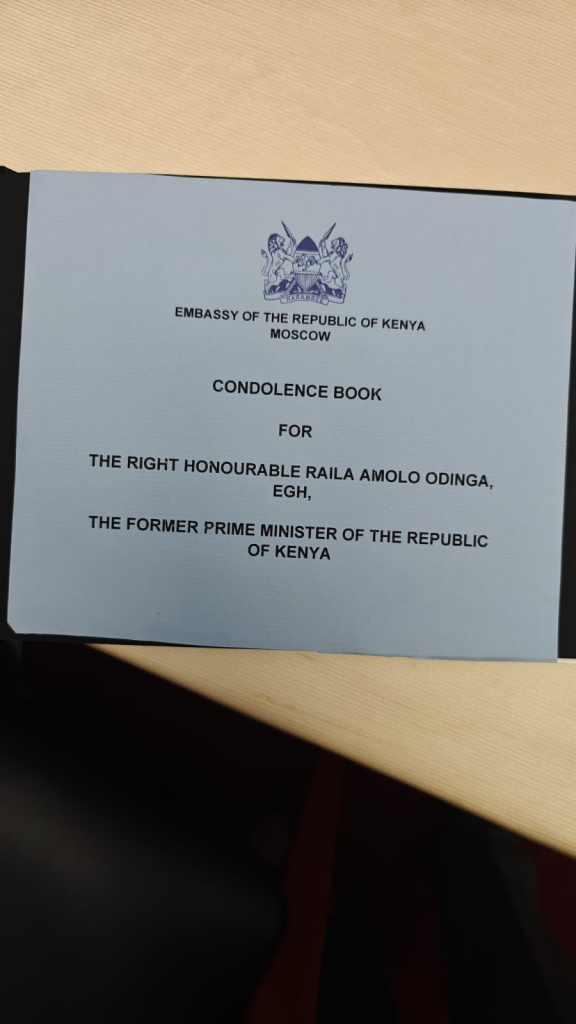 HARAMBEE
EMBASSY OF THE REPUBLIC OF KENYA
MOSCOW
CONDOLENCE BOOK
FOR
THE RIGHT HONOURABLE RAILA AMOLO ODINGA,
EGH,
THE FORMER PRIME MINISTER OF THE REPUBLIC
OF KENYA